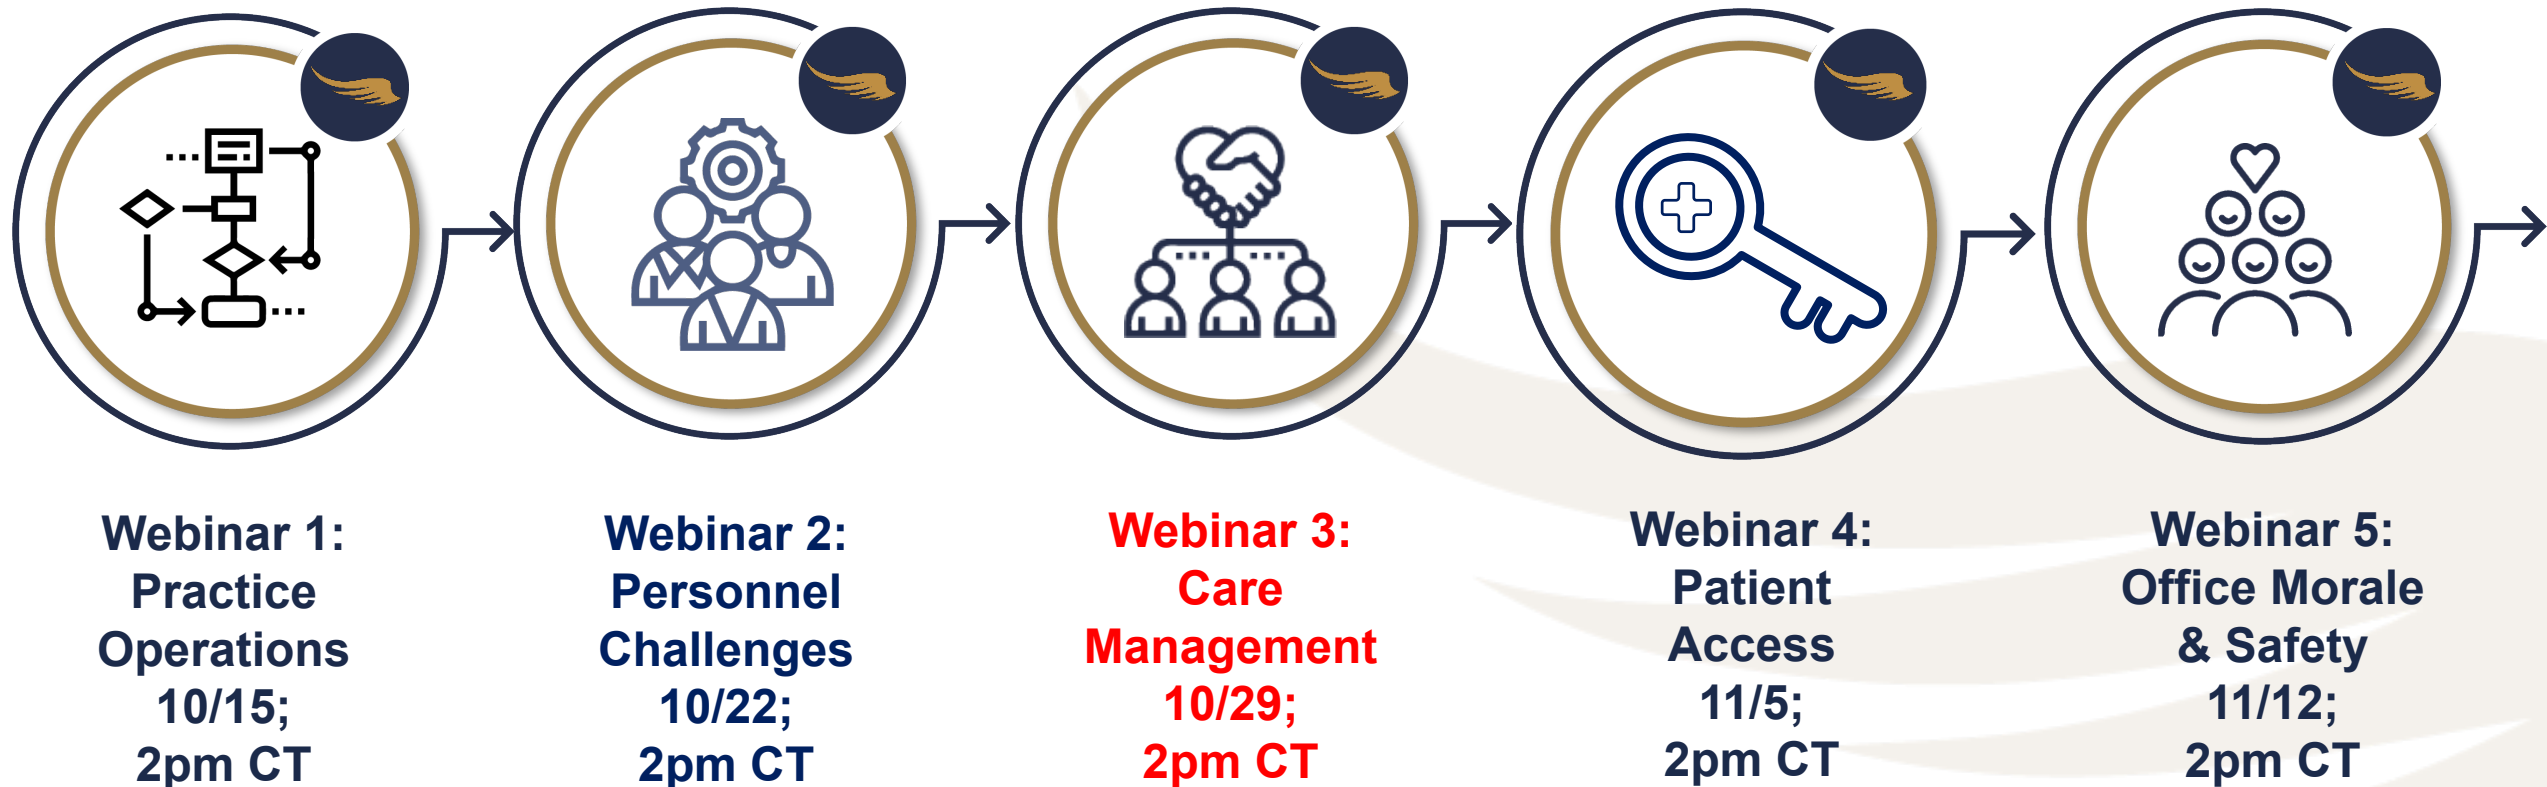 Webinar 1:
Practice
Operations
10/15;
2pm CT
Webinar 2:
Personnel
Challenges
10/22;
2pm CT
Webinar 3:
Care
Management
10/29;
2pm CT
Webinar 4:
Patient
Access
11/5;
2pm CT
Webinar 5:
Office Morale
& Safety
11/12;
2pm CT